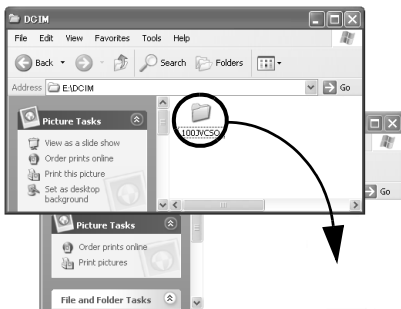 DCIM
File Edit View Favorites Tools Help
Back Search Folders
Address E:\DCIM Go
Picture Tasks
View as a slide show
Order prints online
Print this picture
Set as desktop
background
100JVCSO
Go
Picture Tasks
Order prints online
Print pictures
File and Folder Tasks